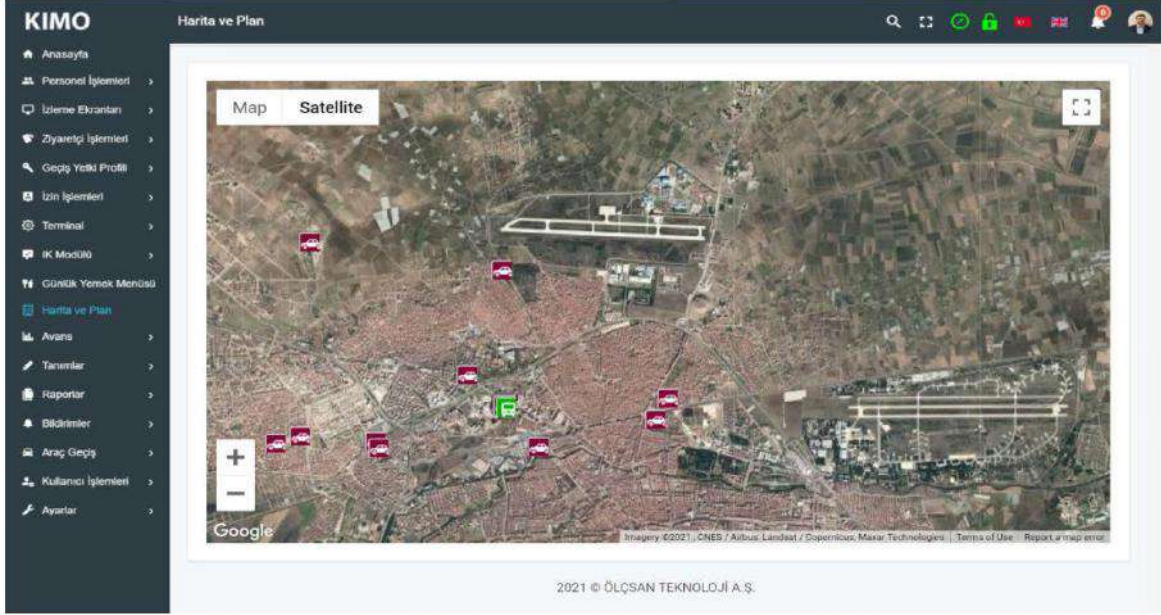 KIMO
Harita ve Plan
Anasayfa
Personel İşlemleri
İzleme Ekranları
Ziyaretçi İşlemleri
Geçiş Yetki Profili
İzin İşlemleri
Terminal
IK Modülü
Günlük Yemek Menüsü
Harita ve Plan
Avans
Tanımlar
Raporlar
Bildirimler
Araç Geçiş
Kullanıcı İşlemleri
Ayarlar
Map Satellite
Google
Imagery ©2021 , CNES / Airbus, Landsat / Copernicus, Maxar Technologies Terms of Use Report a map error
2021 © ÖLÇSAN TEKNOLOJİ A.Ş.